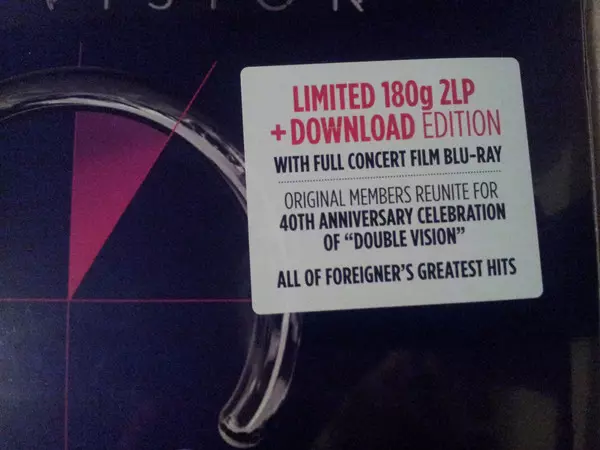 VISION
LIMITED 180g 2LP
+ DOWNLOAD EDITION
WITH FULL CONCERT FILM BLU-RAY
ORIGINAL MEMBERS REUNITE FOR
40TH ANNIVERSARY CELEBRATION
OF “DOUBLE VISION”
ALL OF FOREIGNER’S GREATEST HITS